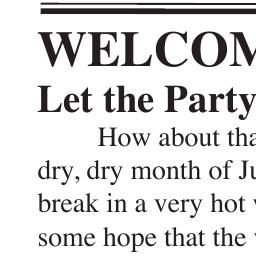 WELCOM
Let the Party
How about tha
dry, dry month of Ju
break in a very hot
some hope that the